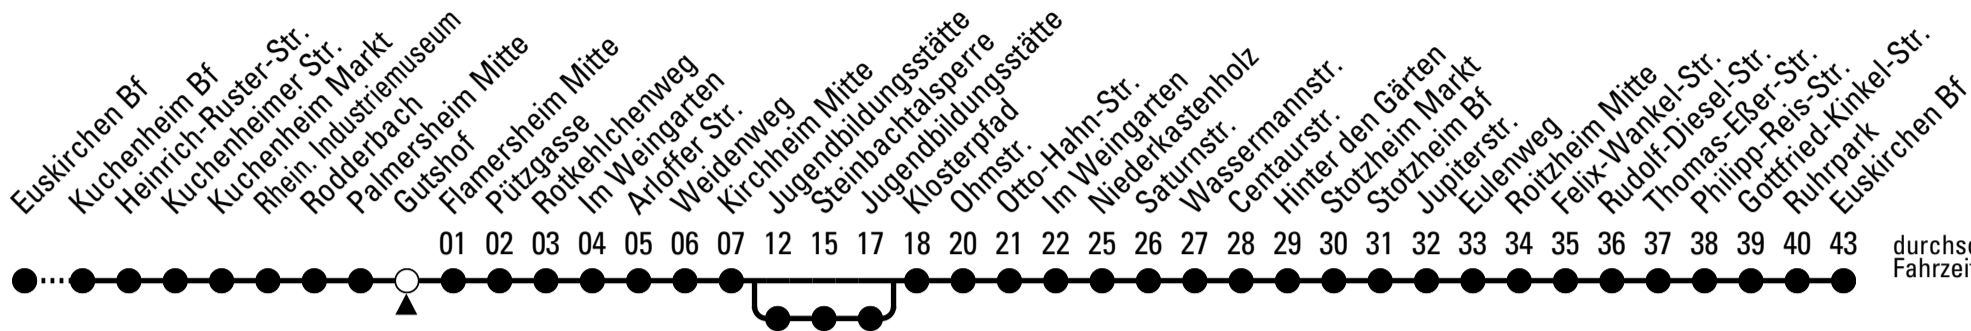 Euskirchen Bf
Kuchenheim Bf
Heinrich-Ruster-Str.
Kuchenheimer Str.
Kuchenheim Markt
Rhein. Industriemuseum
Rodderbach
Palmersheim Mitte
Gutshof
Flamersheim Mitte
Pützgasse
Rotkehlchenweg
Im Weingarten
Arloffer Str.
Weidenweg
Kirchheim Mitte
Jugendbildungsstätte
Steinbachtalsperre
Jugendbildungsstätte
Klosterpfad
Ohmstr.
Otto-Hahn-Str.
Im Weingarten
Niederkastenholz
Saturnstr.
Wassermannstr.
Centaurstr.
Hinter den Gärten
Stotzheim Markt
Stotzheim Bf
Jupiterstr.
Eulenweg
Roitzheim Mitte
Felix-Wankel-Str.
Rudolf-Diesel-Str.
Thomas-Eßer-Str.
Philipp-Reis-Str.
Gottfried-Kinkel-Str.
Ruhrpark
Euskirchen Bf
01 02 03 04 05 06 07 12 15 17 18 20 21 22 25 26 27 28 29 30 31 32 33 34 35 36 37 38 39 40 43